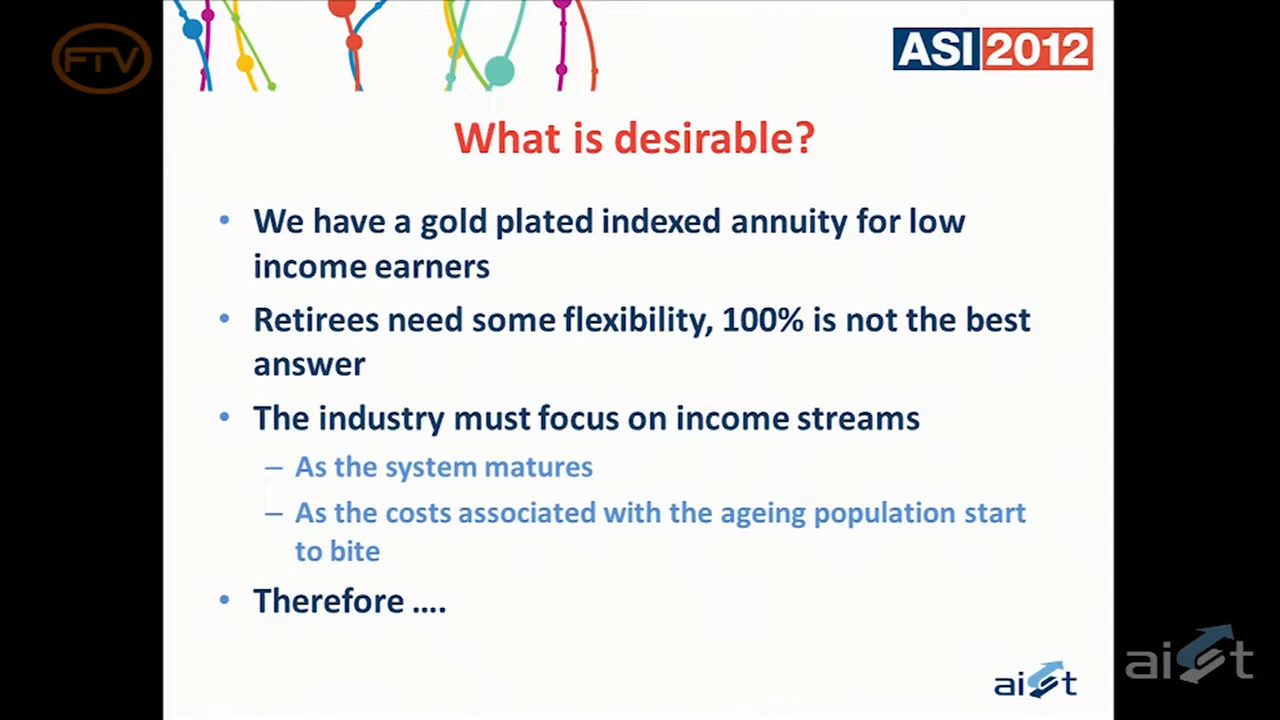 FTV
ASI 2012
What is desirable?
• We have a gold plated indexed annuity for low
income earners
• Retirees need some flexibility, 100% is not the best
answer
• The industry must focus on income streams
– As the system matures
– As the costs associated with the ageing population start
to bite
• Therefore ....
aist
aist